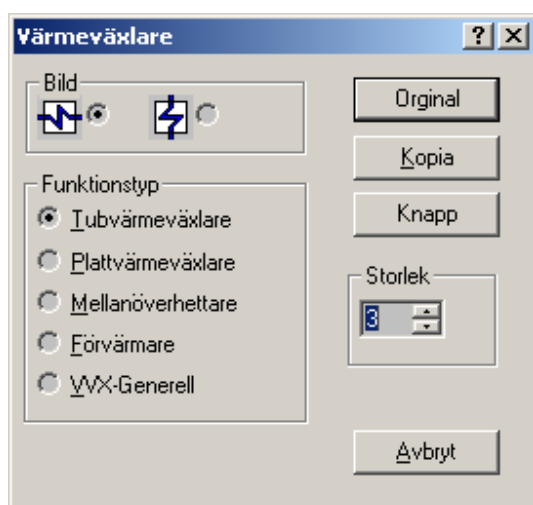 Värmeväxlare
Bild
Orginal
Kopia
Funktionstyp
Knapp
Tubvärmeväxlare
Plattvärmeväxlare
Storlek
Mellanöverhettare
3
Förvärmare
VVX-Generell
Avbryt